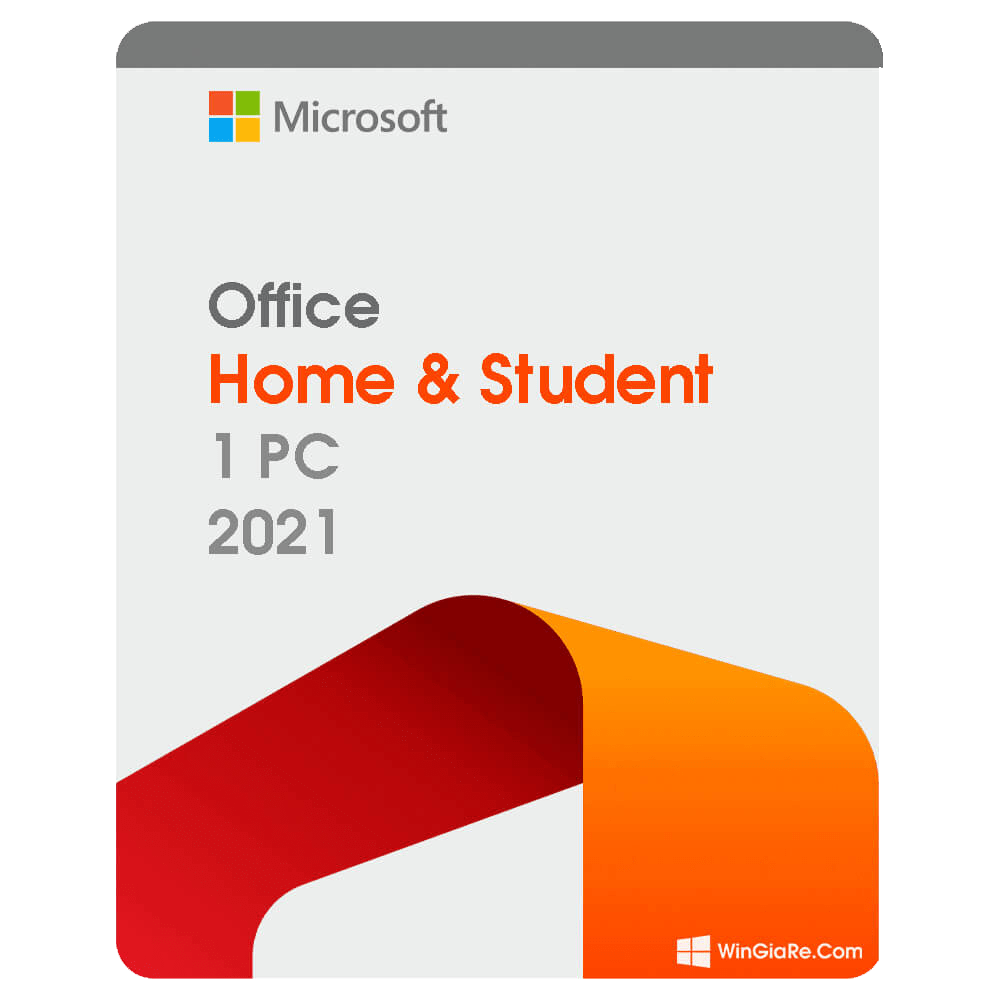 Microsoft
Office
Home & Student
1 PC
2021
WinGiaRe.Com